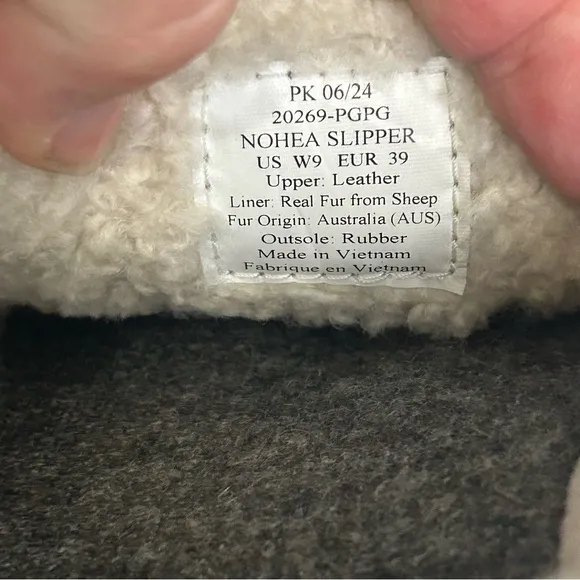 PK 06/24
20269-PGPG
NOHEA SLIPPER
US W9 EUR 39
Upper: Leather
Liner: Real Fur from Sheep
Fur Origin: Australia (AUS)
Outsole: Rubber
Made in Vietnam
Fabrique en Vietnam